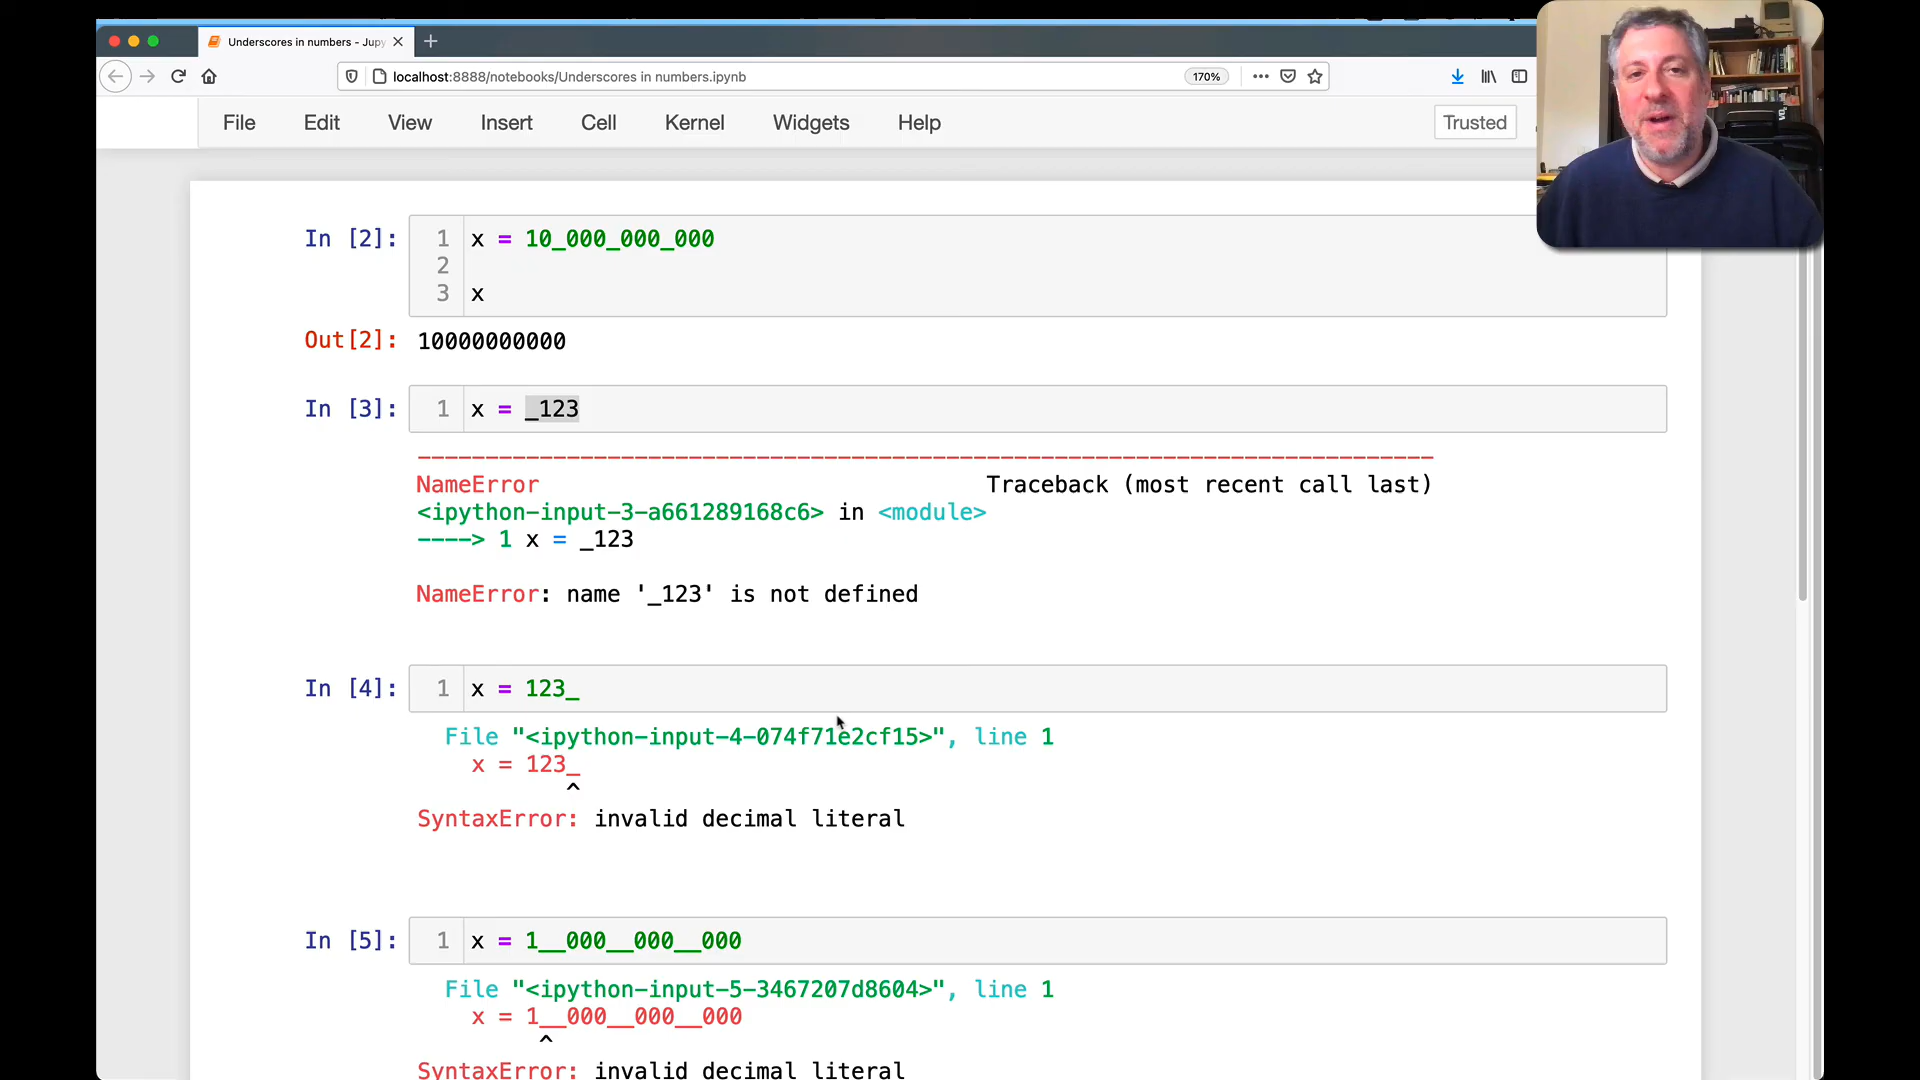 Underscores in numbers - Jupy
localhost:8888/notebooks/Underscores in numbers.ipynb
170%
File Edit View Insert Cell Kernel Widgets Help
Trusted
In [2]:
1 x = 10_000_000_000
2
3 x
Out[2]: 10000000000
In [3]:
1 x = _123
---------------------------------------------------------------------------
NameError Traceback (most recent call last)
<ipython-input-3-a661289168c6> in <module>
----> 1 x = _123
NameError: name '_123' is not defined
In [4]:
1 x = 123_
File "<ipython-input-4-074f71e2cf15>", line 1
x = 123_
^
SyntaxError: invalid decimal literal
In [5]:
1 x = 1__000__000__000
File "<ipython-input-5-3467207d8604>", line 1
x = 1__000__000__000
^
SyntaxError: invalid decimal literal